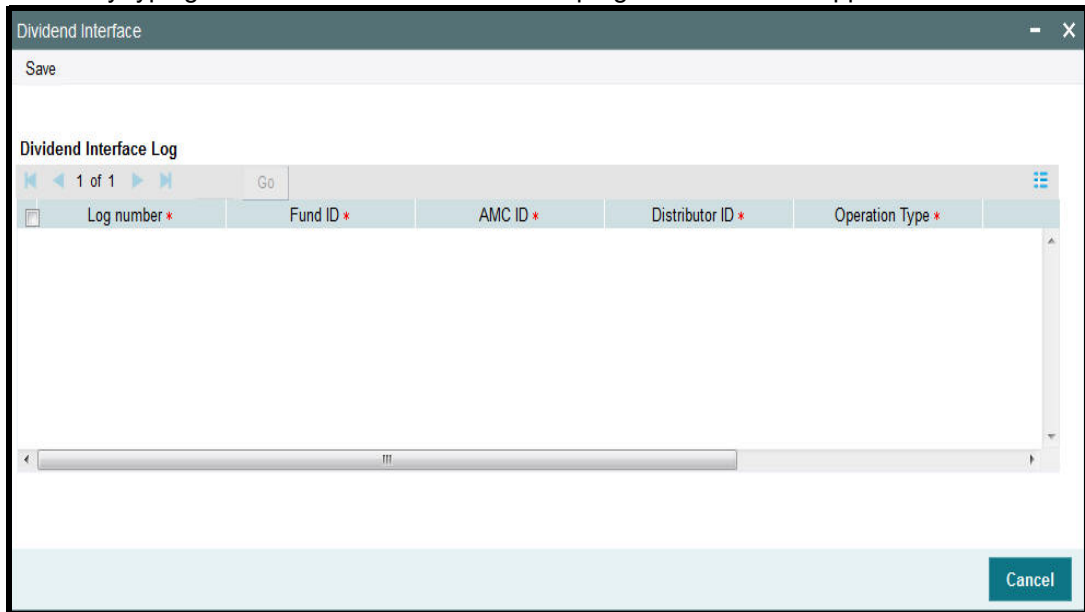 Dividend Interface
Save
Dividend Interface Log
1 of 1 Go
Log number * Fund ID * AMC ID * Distributor ID * Operation Type *
Cancel